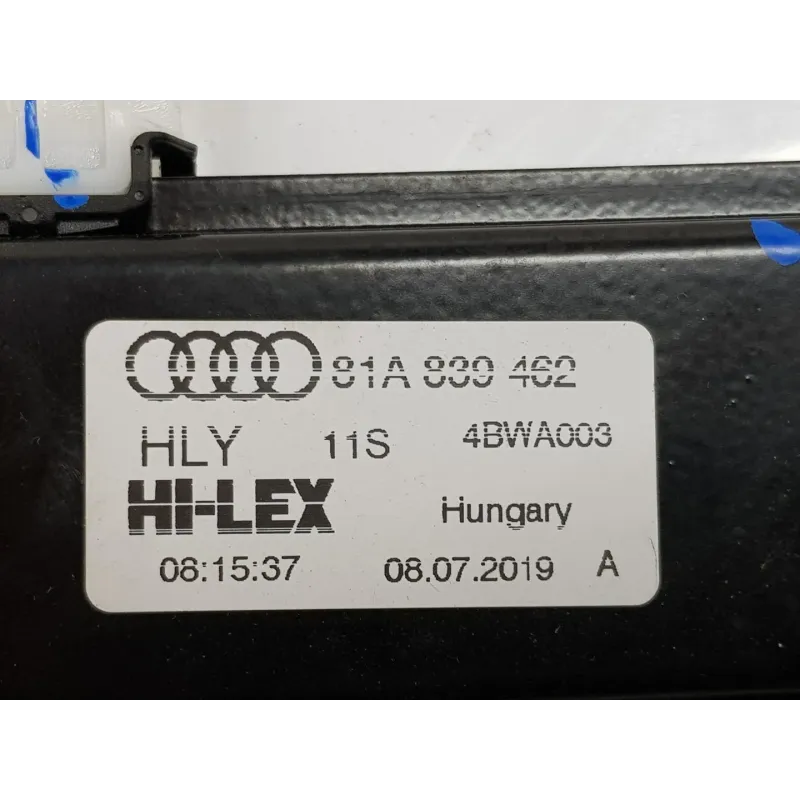 81A 839 462
HLY 11S 4BWA003
HI-LEX Hungary
08:15:37 08.07.2019 A